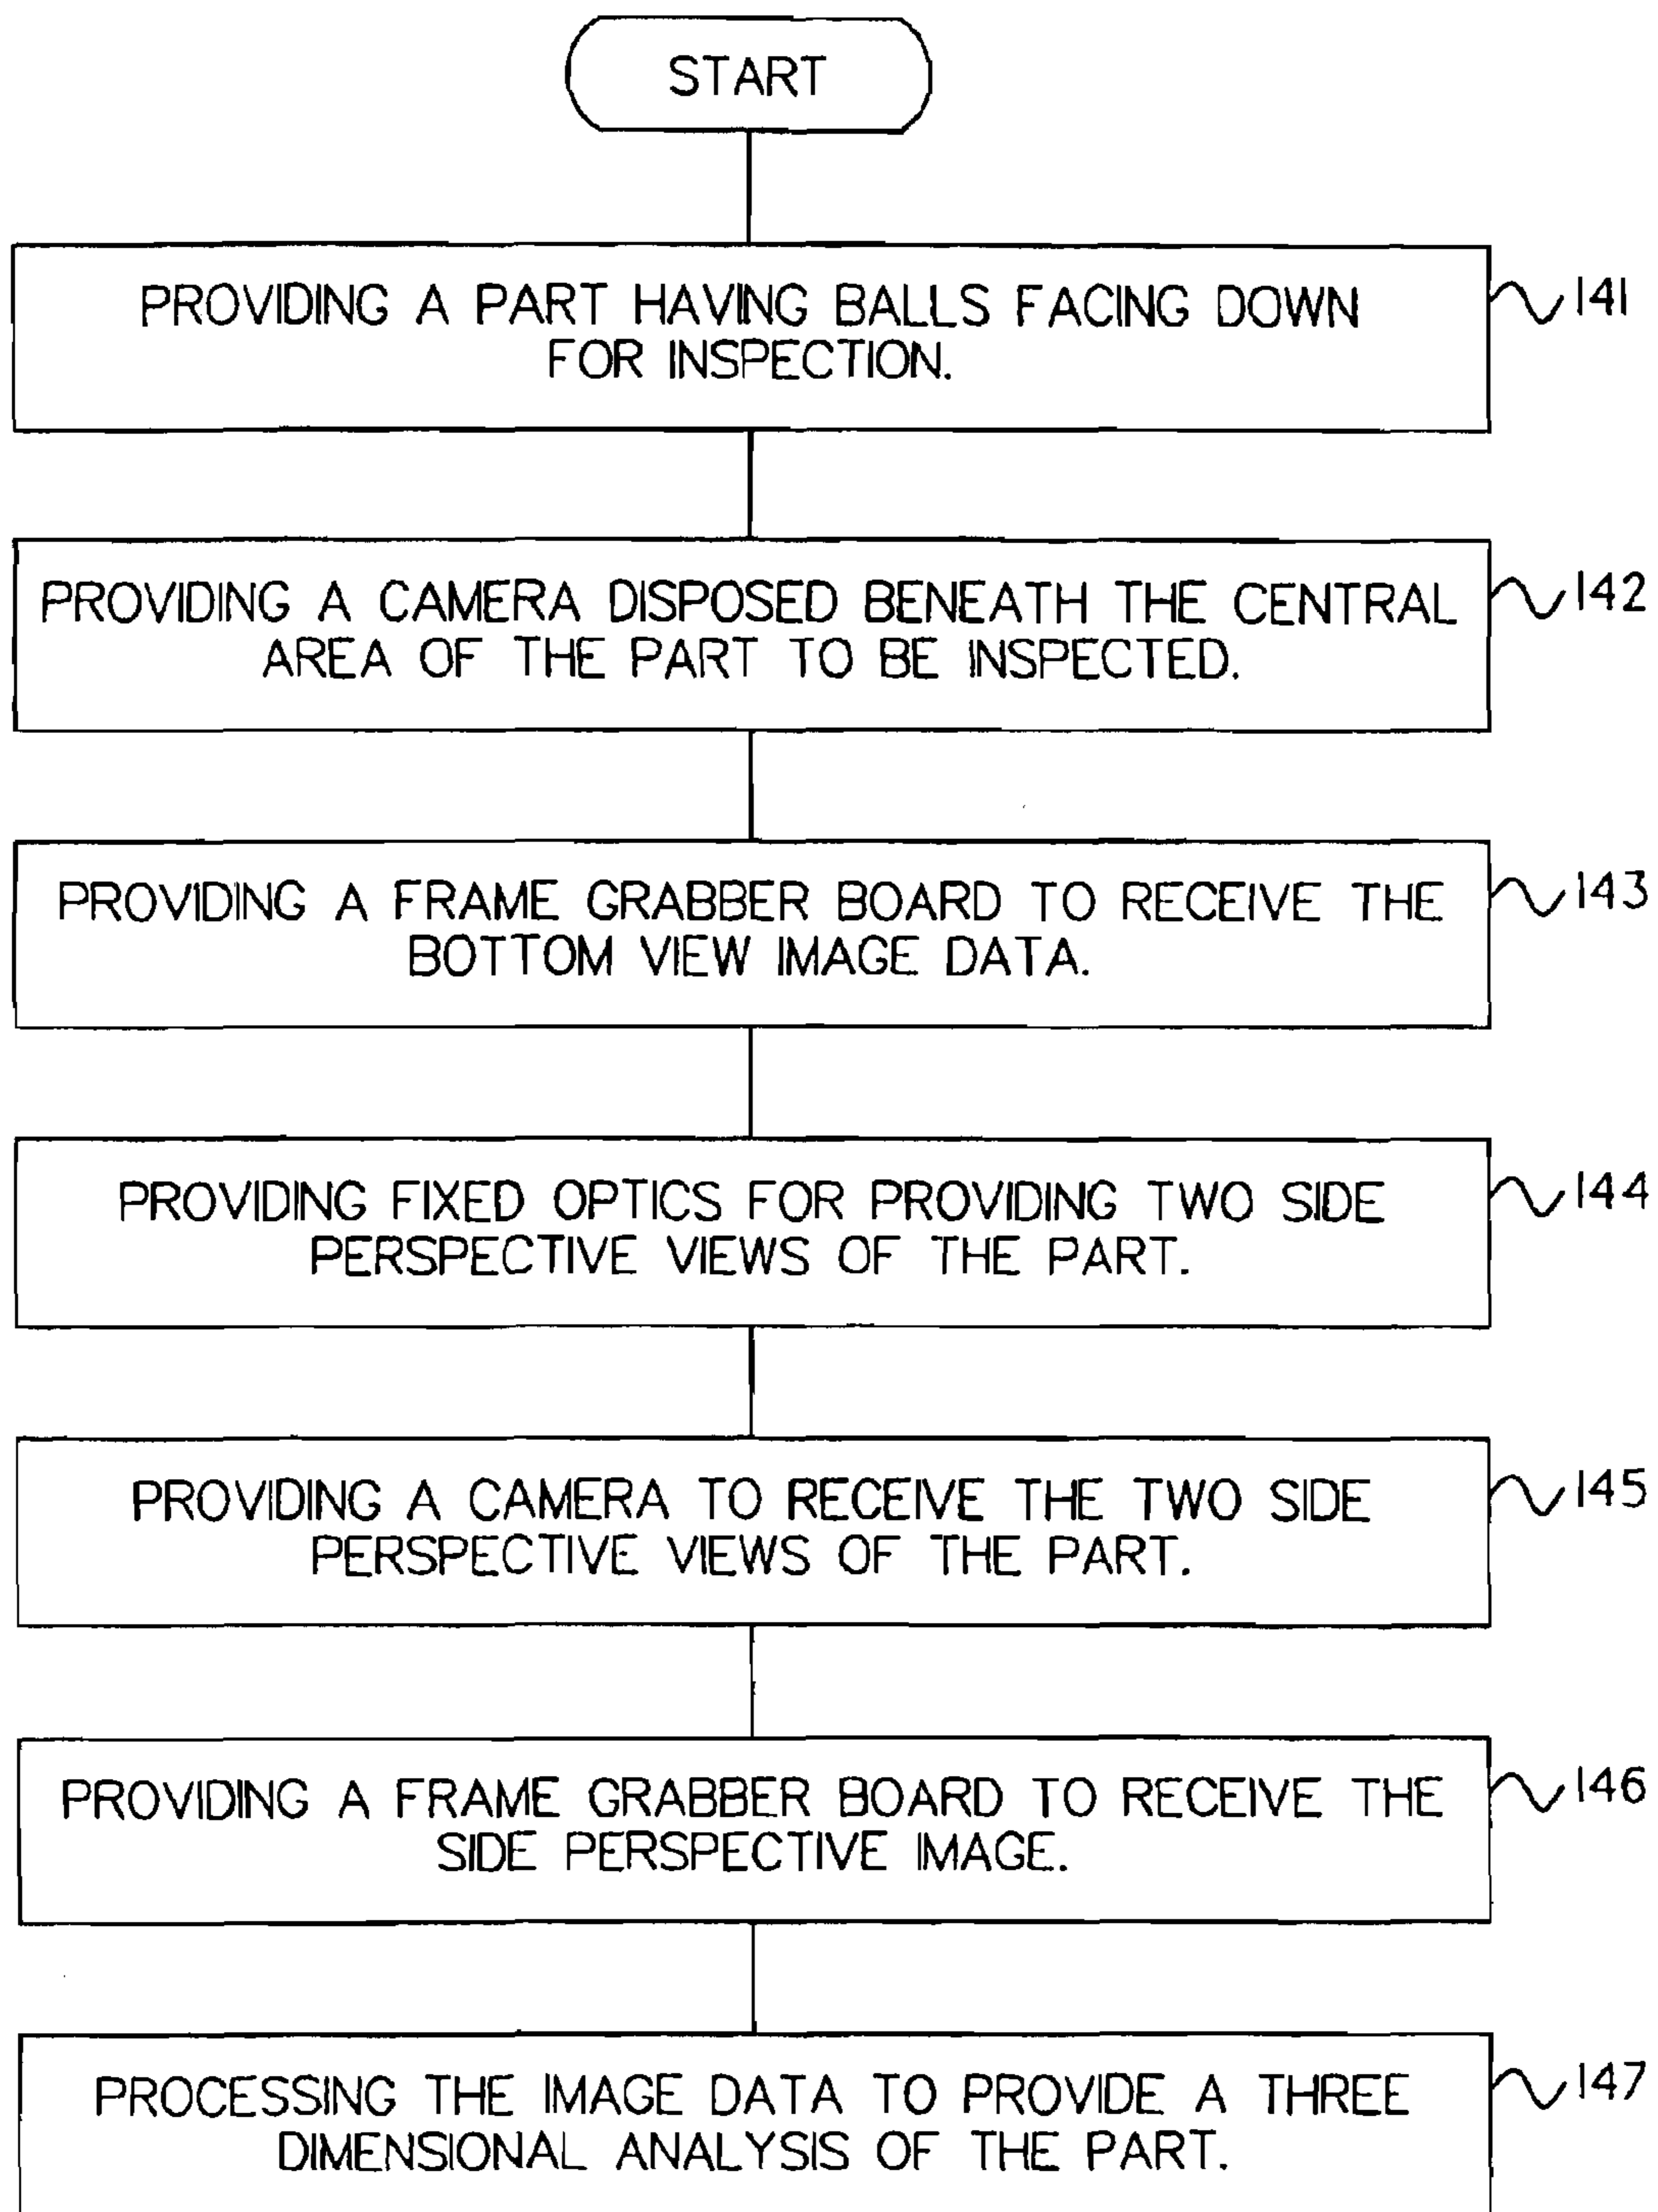 START
PROVIDING A PART HAVING BALLS FACING DOWN
FOR INSPECTION.
141
PROVIDING A CAMERA DISPOSED BENEATH THE CENTRAL
AREA OF THE PART TO BE INSPECTED.
142
PROVIDING A FRAME GRABBER BOARD TO RECEIVE THE
BOTTOM VIEW IMAGE DATA.
143
PROVIDING FIXED OPTICS FOR PROVIDING TWO SIDE
PERSPECTIVE VIEWS OF THE PART.
144
PROVIDING A CAMERA TO RECEIVE THE TWO SIDE
PERSPECTIVE VIEWS OF THE PART.
145
PROVIDING A FRAME GRABBER BOARD TO RECEIVE THE
SIDE PERSPECTIVE IMAGE.
146
PROCESSING THE IMAGE DATA TO PROVIDE A THREE
DIMENSIONAL ANALYSIS OF THE PART.
147